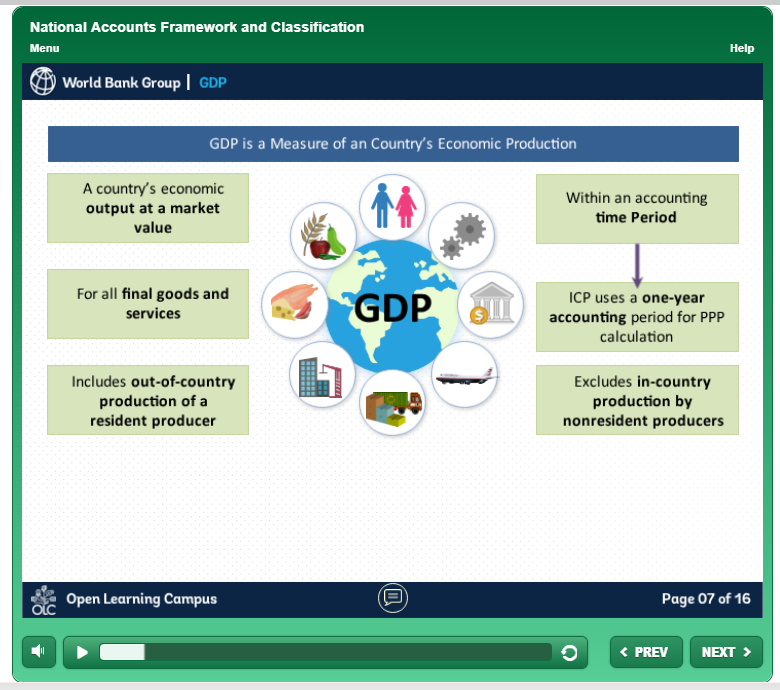 National Accounts Framework and Classification
Menu
Help
World Bank Group | GDP
GDP is a Measure of an Country's Economic Production
A country's economic
output at a market
value
For all final goods and
services
Includes out-of-country
production of a
resident producer
GDP
Within an accounting
time Period
ICP uses a one-year
accounting period for PPP
calculation
Excludes in-country
production by
nonresident producers
OLC
Open Learning Campus
Page 07 of 16
PREV
NEXT